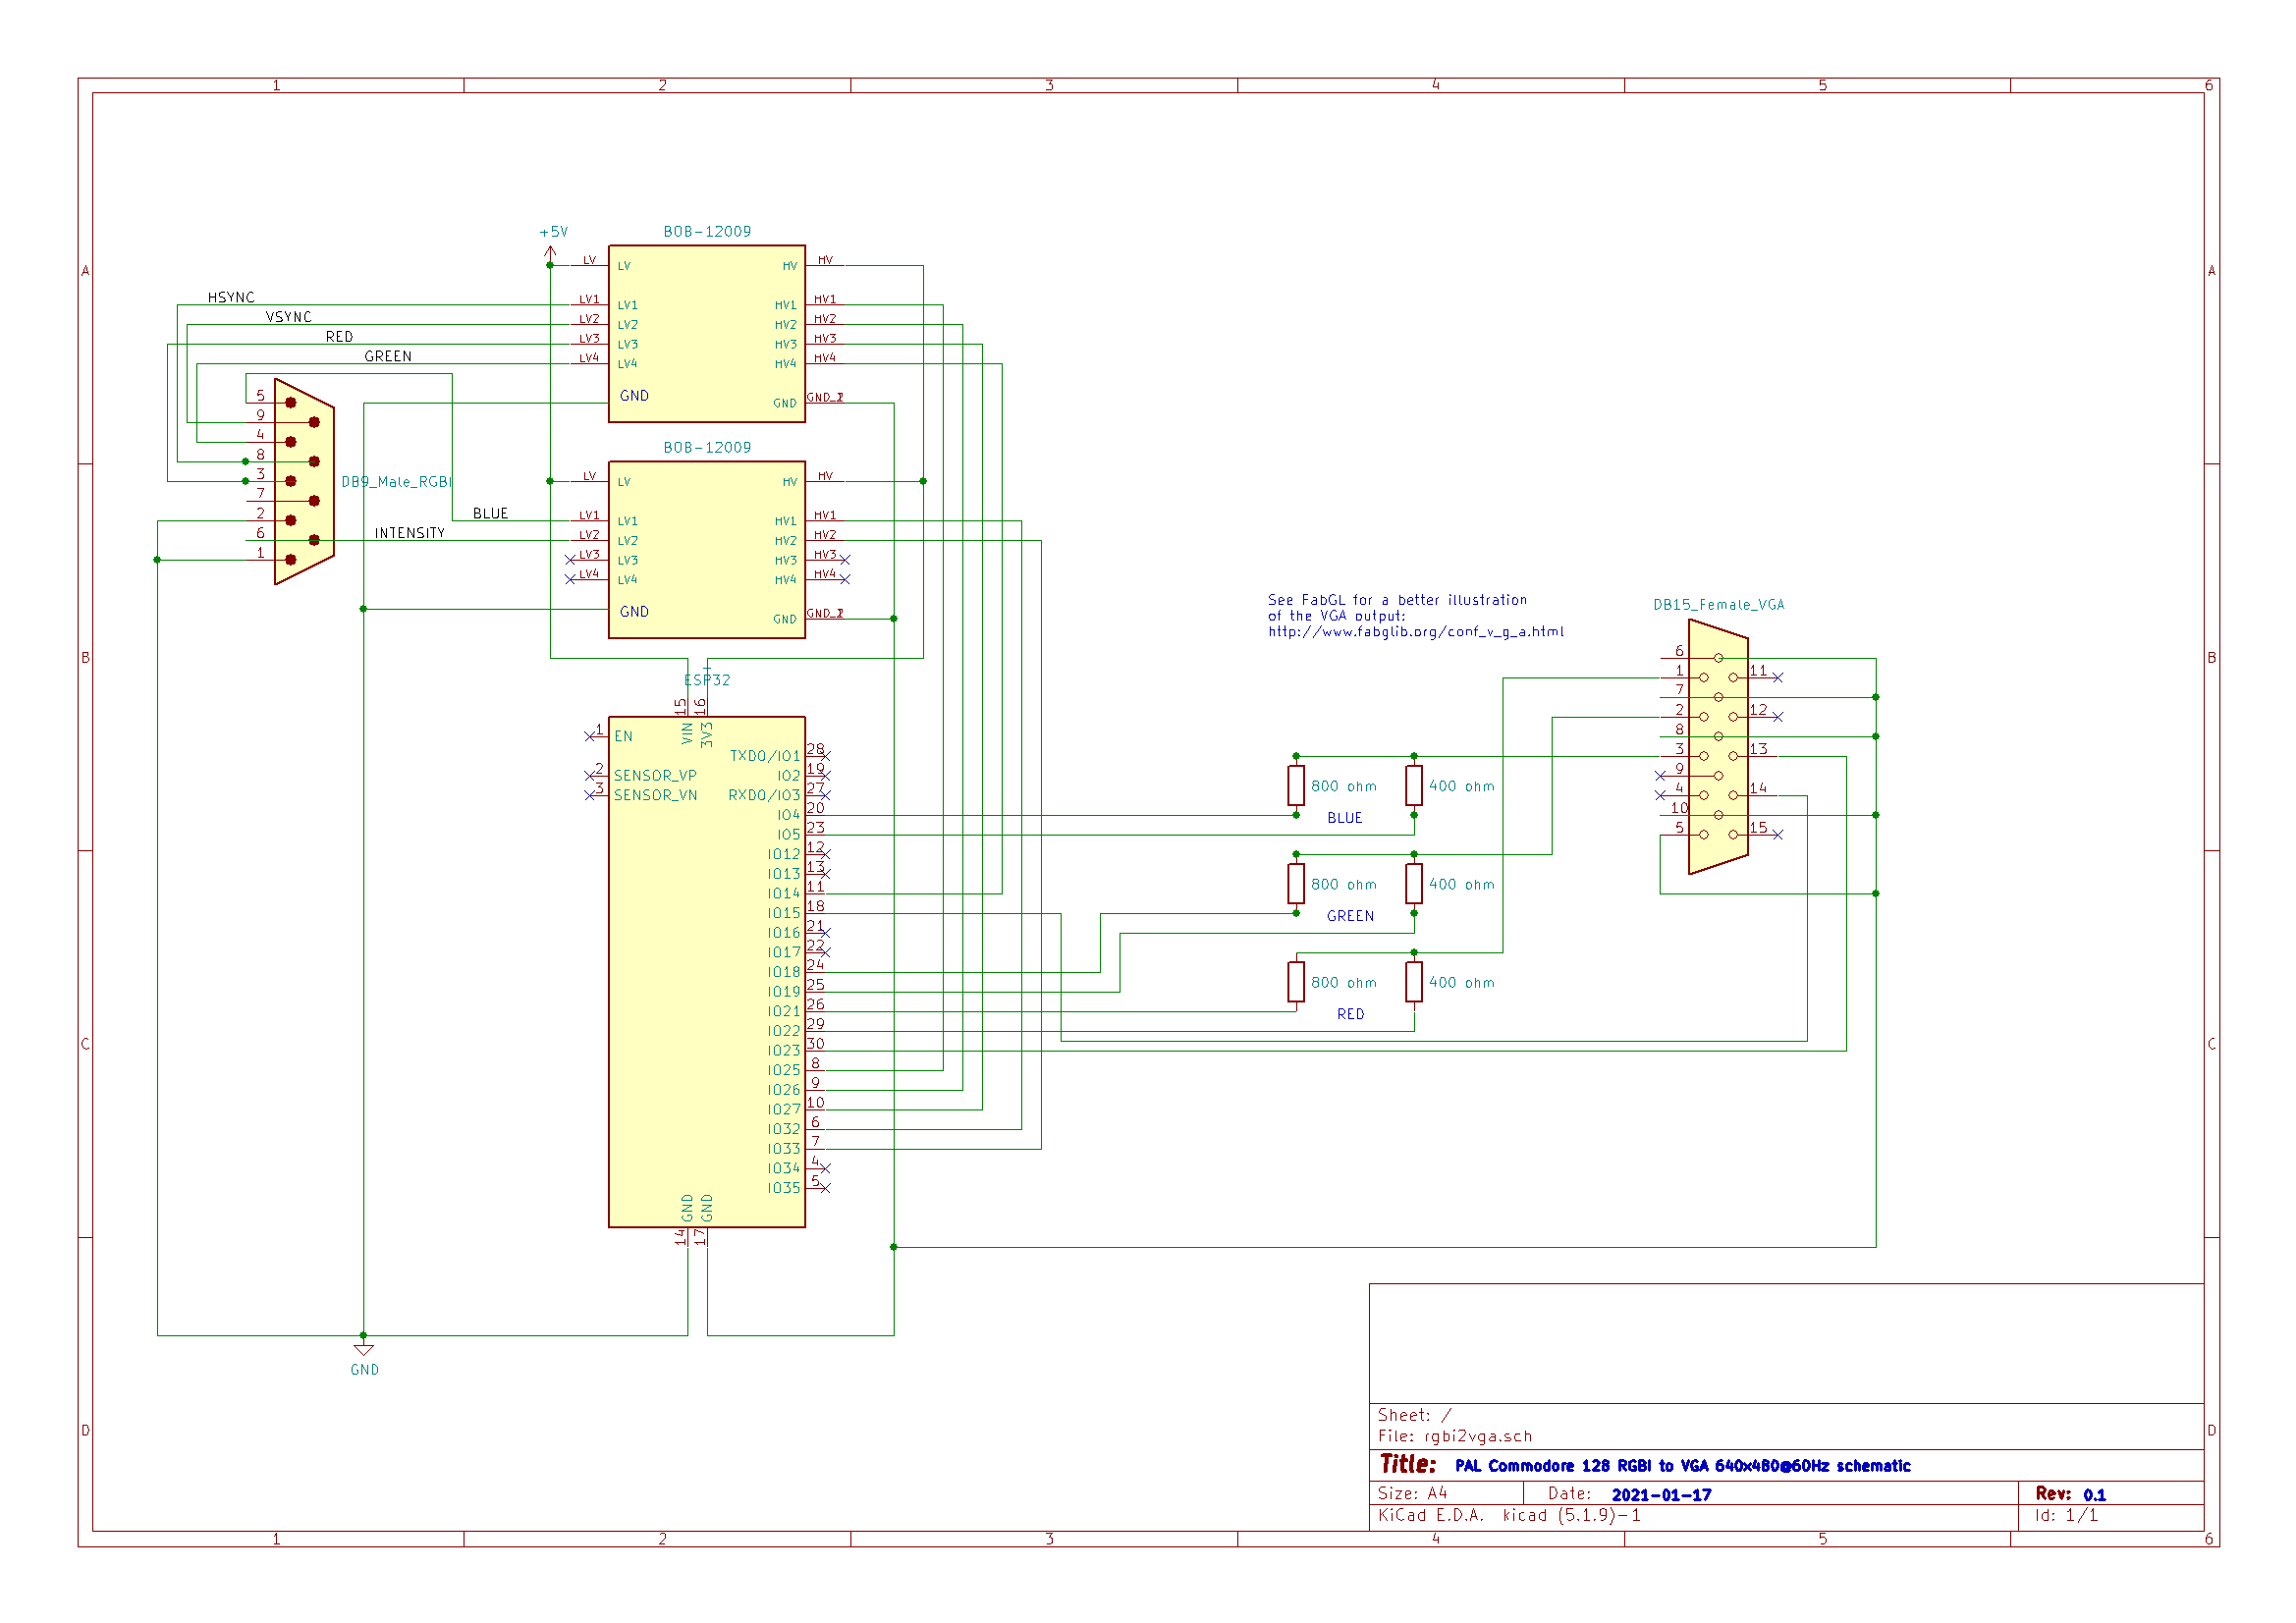 1 2 3 4 5 6
A A
B B
C C
D D
1 2 3 4 5 6
+5V
BOB-12009
LV LV HV HV
HSYNC LV1 LV1 HV1 HV1
VSYNC LV2 LV2 HV2 HV2
RED LV3 LV3 HV3 HV3
GREEN LV4 LV4 HV4 HV4
GND GND
5
9
4
8
3
7
2
6
1
DB9_Male_RGBI
BLUE
INTENSITY
BOB-12009
LV LV HV HV
LV1 LV1 HV1 HV1
LV2 LV2 HV2 HV2
LV3 LV3 HV3 HV3
LV4 LV4 HV4 HV4
GND GND
ESP32
15 16
VIN 3V3
1 EN
2 SENSOR_VP
3 SENSOR_VN
TXD0/IO1 28
IO2 19
RXD0/IO3 27
IO4 20
IO5 23
IO12 12
IO13 13
IO14 11
IO15 18
IO16 21
IO17 22
IO18 24
IO19 25
IO21 26
IO22 29
IO23 30
IO25 8
IO26 9
IO27 10
IO32 6
IO33 7
IO34 4
IO35 5
GND GND
14 17
GND
See FabGL for a better illustration
of the VGA output:
http://www.fabglib.org/conf_v_g_a.html
800 ohm 400 ohm
BLUE
800 ohm 400 ohm
GREEN
800 ohm 400 ohm
RED
DB15_Female_VGA
6
1 11
7
2 12
8
3 13
9
4 14
10
5 15
Sheet: /
File: rgbi2vga.sch
Title: PAL Commodore 128 RGBI to VGA 640x480@60Hz schematic
Size: A4 Date: 2021-01-17 Rev: 0.1
KiCad E.D.A. kicad (5.1.9)-1 Id: 1/1